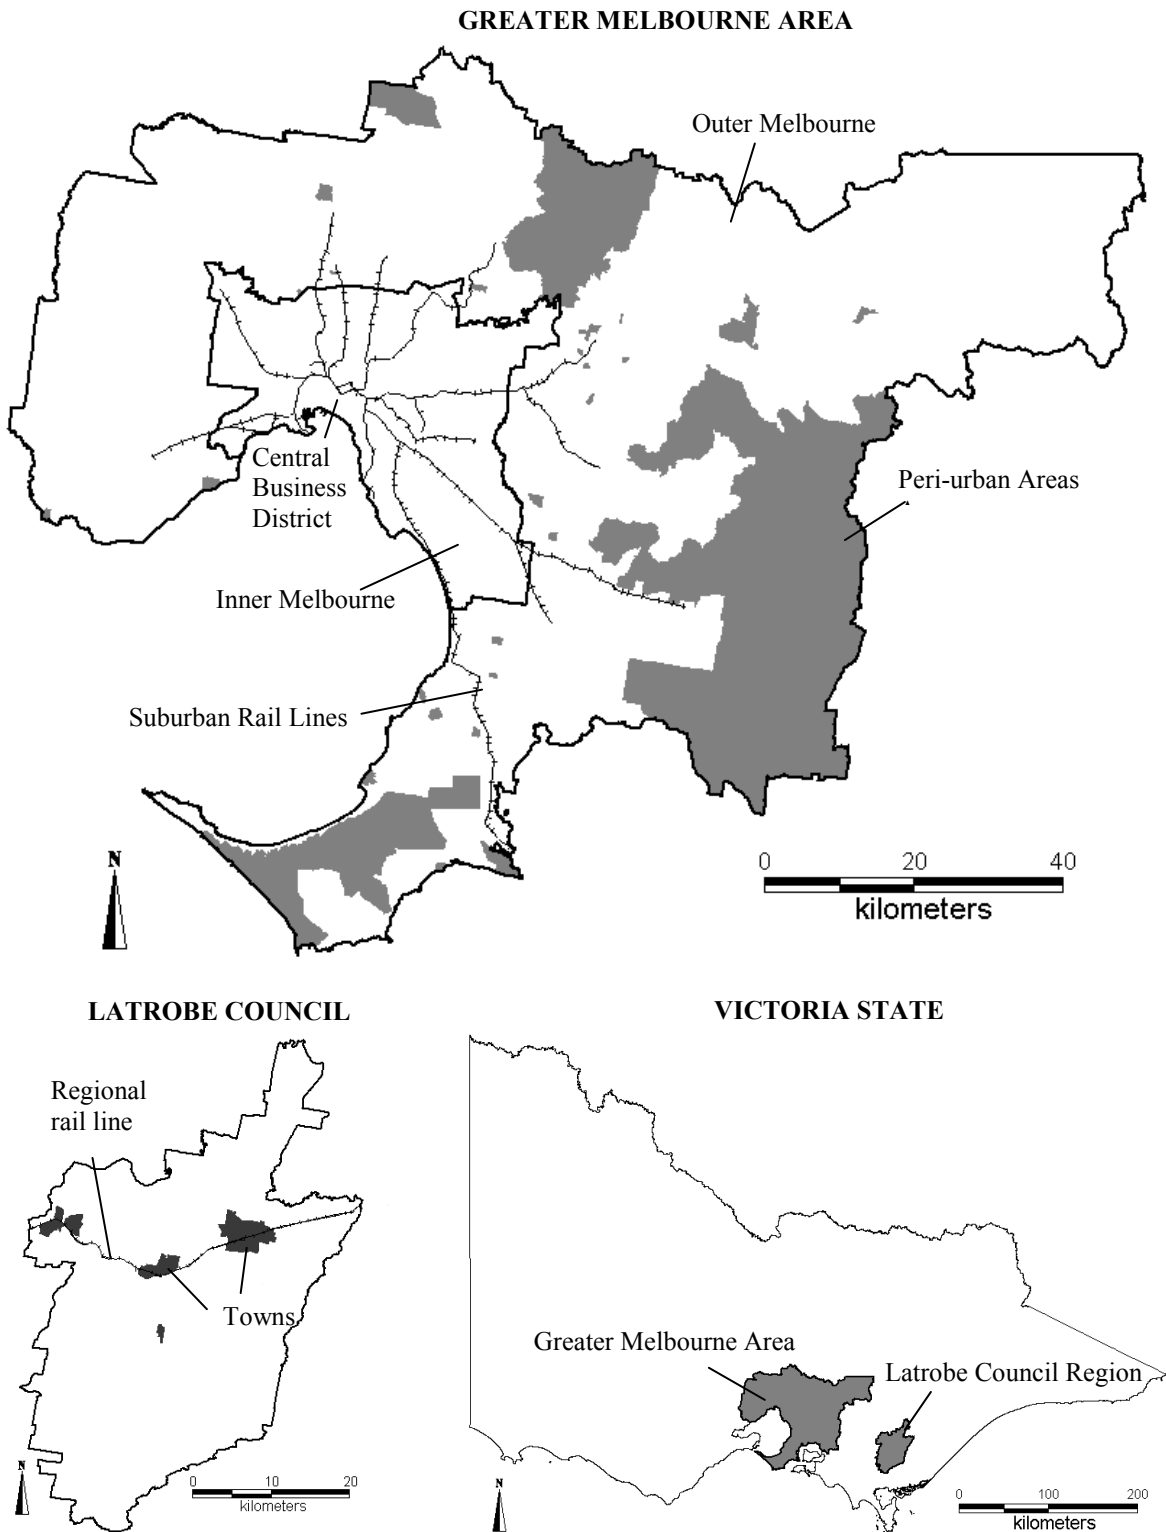 GREATER MELBOURNE AREA
Outer Melbourne
Central
Business
District
Peri-urban Areas
Inner Melbourne
Suburban Rail Lines
N
0 20 40
kilometers
LATROBE COUNCIL
VICTORIA STATE
Regional
rail line
Towns
Greater Melbourne Area
Latrobe Council Region
N
0 10 20
kilometers
N
0 100 200
kilometers